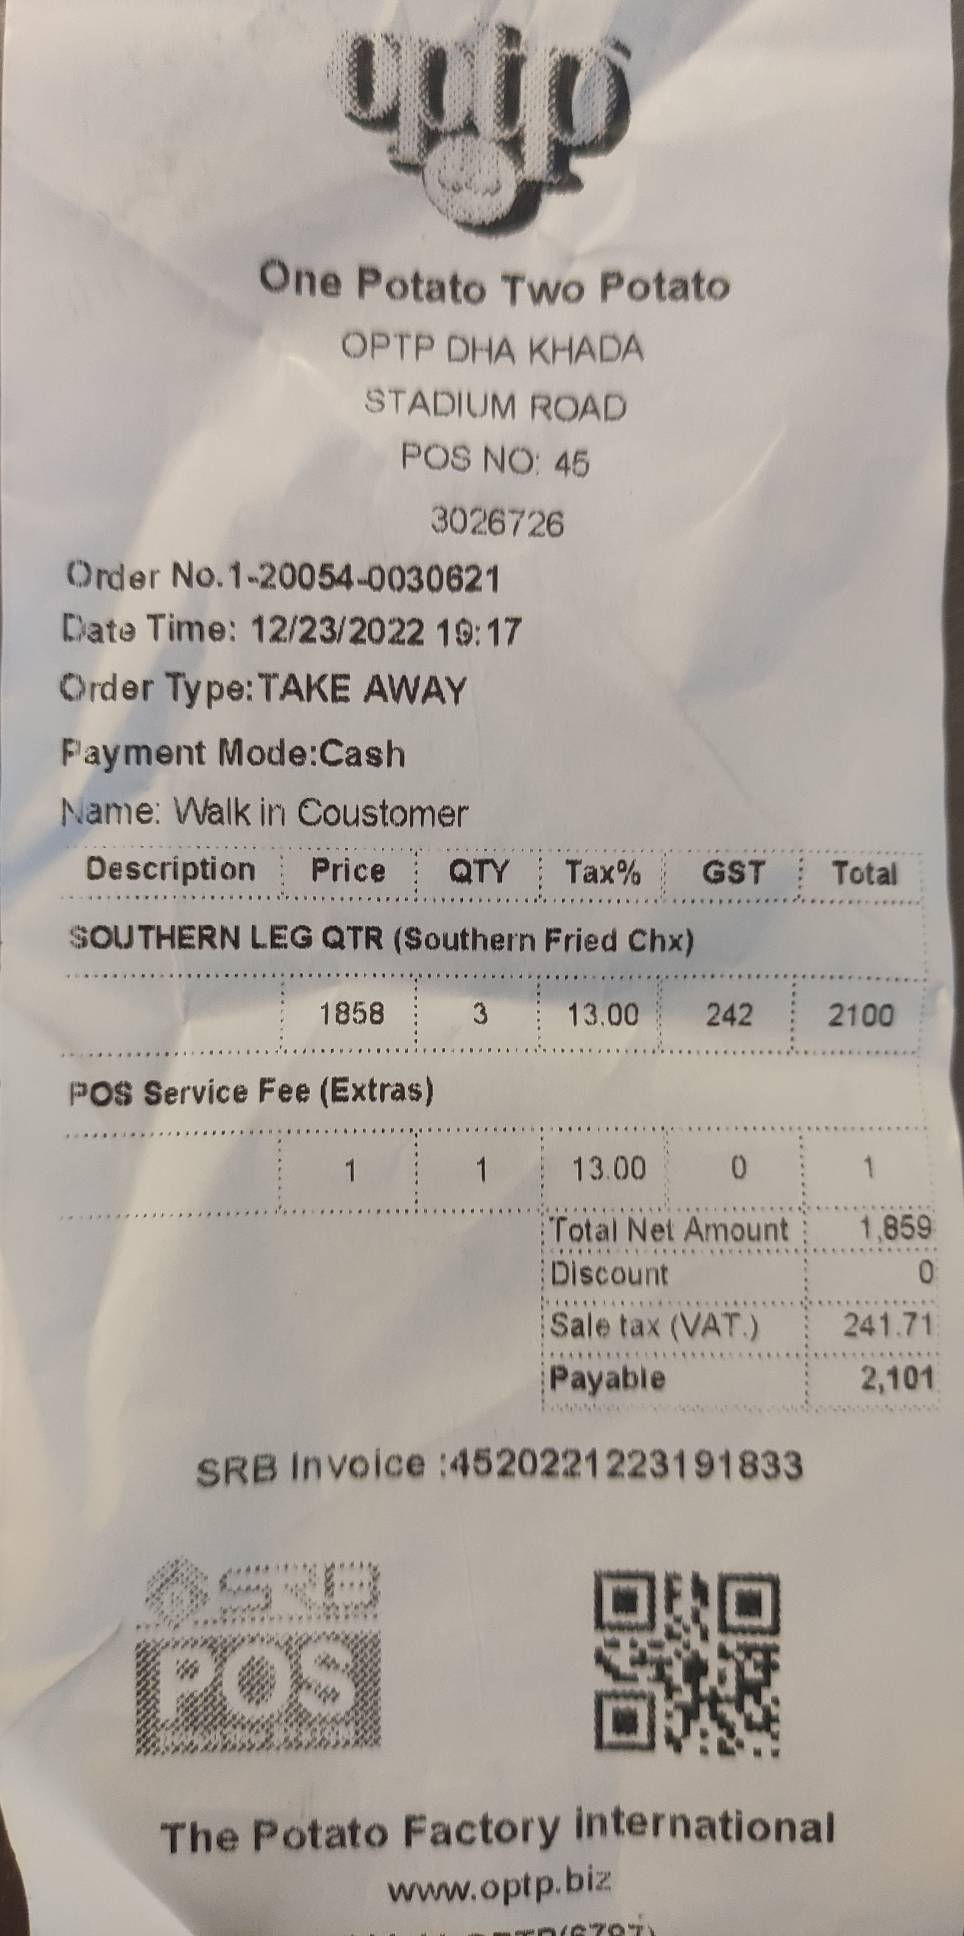 optp
One Potato Two Potato
OPTP DHA KHADA
STADIUM ROAD
POS NO: 45
3026726
Order No.1-20054-0030621
Date Time: 12/23/2022 19:17
Order Type:TAKE AWAY
Payment Mode:Cash
Name: Walk in Coustomer
Description Price QTY Tax% GST Total
SOUTHERN LEG QTR (Southern Fried Chx)
1858 3 13.00 242 2100
POS Service Fee (Extras)
1 1 13.00 0 1
Total Net Amount 1,859
Discount 0
Sale tax (VAT.) 241.71
Payable 2,101
SRB Invoice :4520221223191833
SRB
POS
The Potato Factory international
www.optp.biz